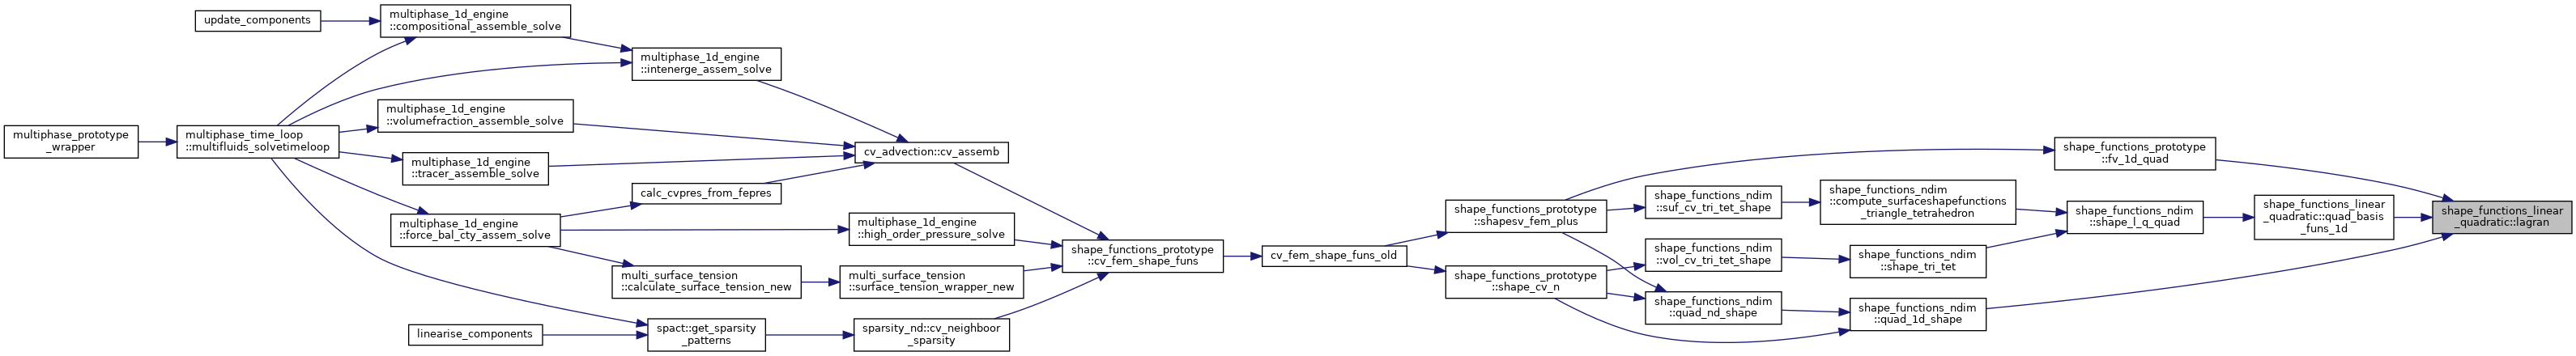 update_components
multiphase_1d_engine
::compositional_assemble_solve
multiphase_1d_engine
::intenerge_assem_solve
multiphase_1d_engine
::volumefraction_assemble_solve
multiphase_prototype
_wrapper
multiphase_time_loop
::multifluids_solvetimeloop
multiphase_1d_engine
::tracer_assemble_solve
cv_advection::cv_assemb
calc_cvpres_from_fepres
multiphase_1d_engine
::force_bal_cty_assem_solve
multiphase_1d_engine
::high_order_pressure_solve
multi_surface_tension
::calculate_surface_tension_new
multi_surface_tension
::surface_tension_wrapper_new
shape_functions_prototype
::cv_fem_shape_funs
linearise_components
spact::get_sparsity
_patterns
sparsity_nd::cv_neighboor
_sparsity
cv_fem_shape_funs_old
shape_functions_prototype
::shapesv_fem_plus
shape_functions_prototype
::shape_cv_n
shape_functions_ndim
::suf_cv_tri_tet_shape
shape_functions_ndim
::vol_cv_tri_tet_shape
shape_functions_ndim
::quad_nd_shape
shape_functions_ndim
::compute_surfaceshapefunctions
_triangle_tetrahedron
shape_functions_ndim
::shape_tri_tet
shape_functions_ndim
::quad_1d_shape
shape_functions_prototype
::fv_1d_quad
shape_functions_ndim
::shape_l_q_quad
shape_functions_linear
_quadratic::quad_basis
_funs_1d
shape_functions_linear
_quadratic::lagran